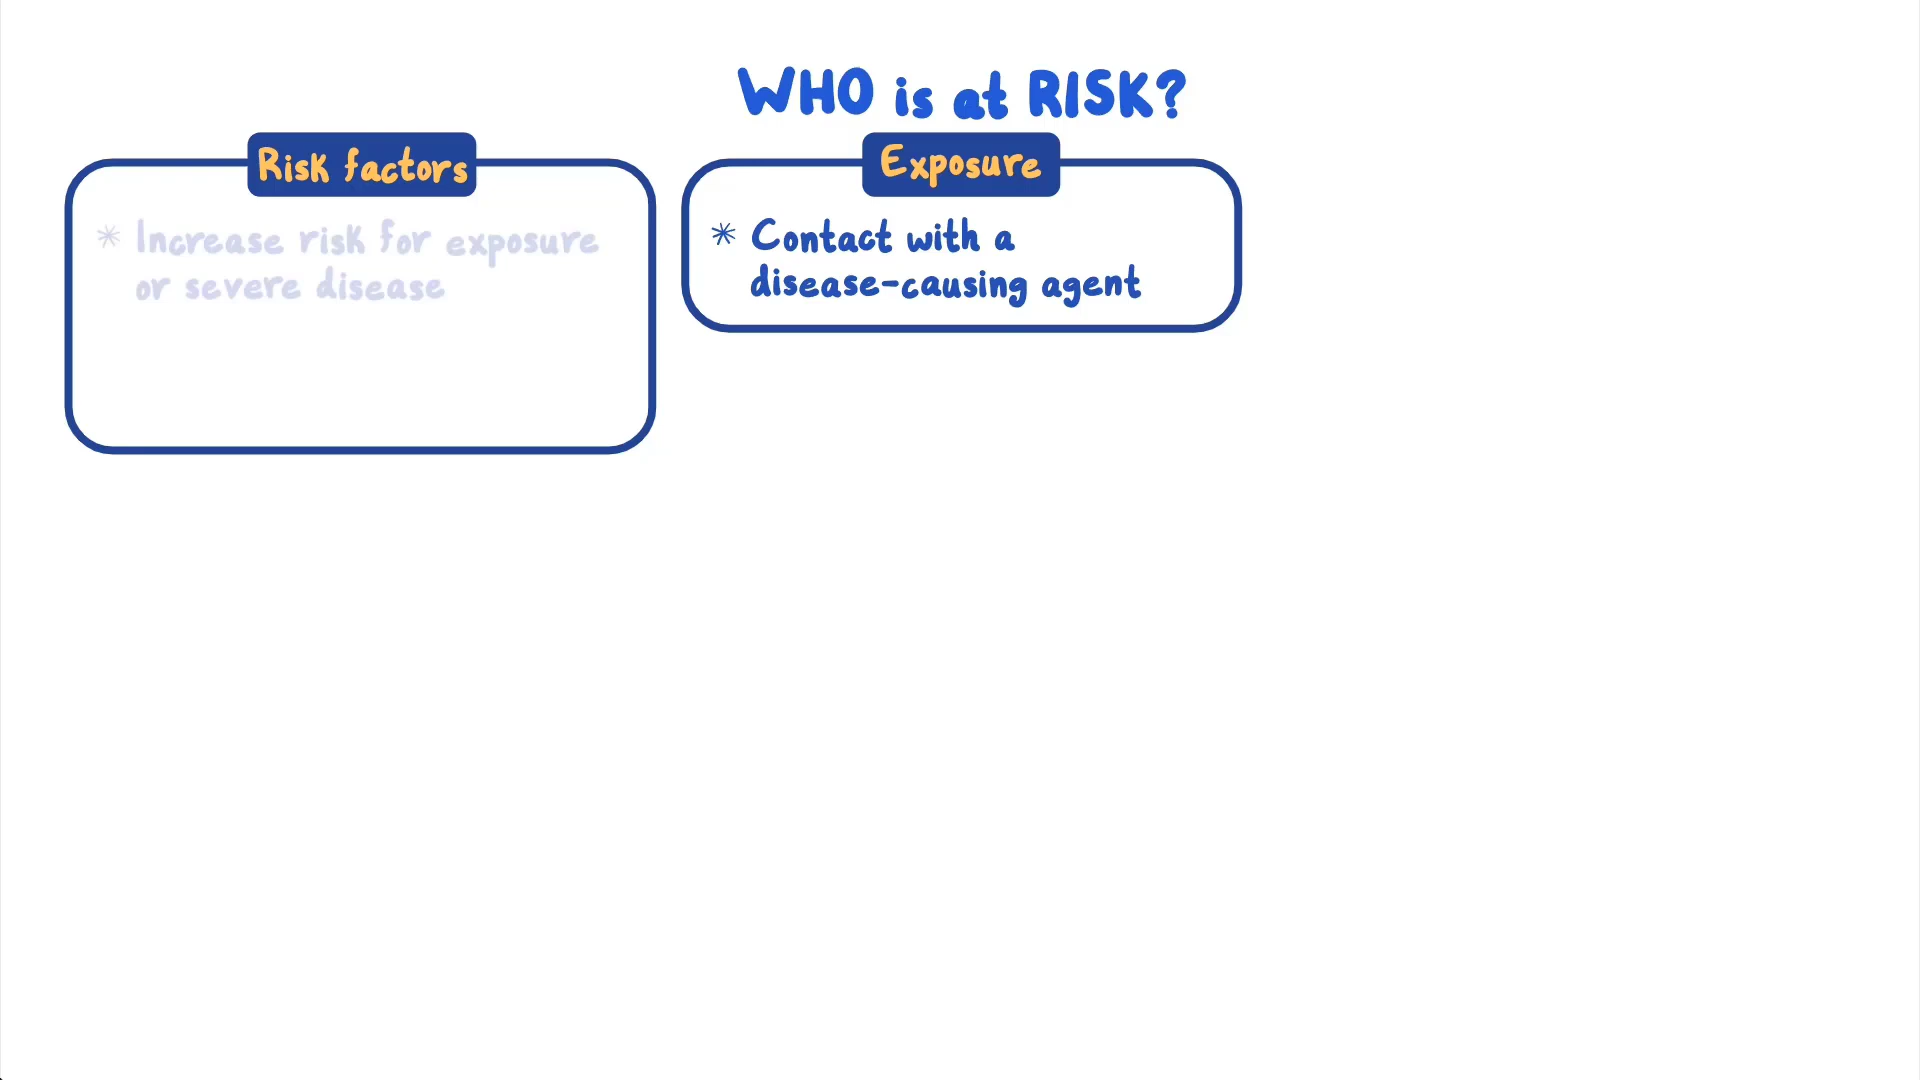 WHO is at RISK?
Risk factors
* Increase risk for exposure
or severe disease
Exposure
* Contact with a
disease-causing agent